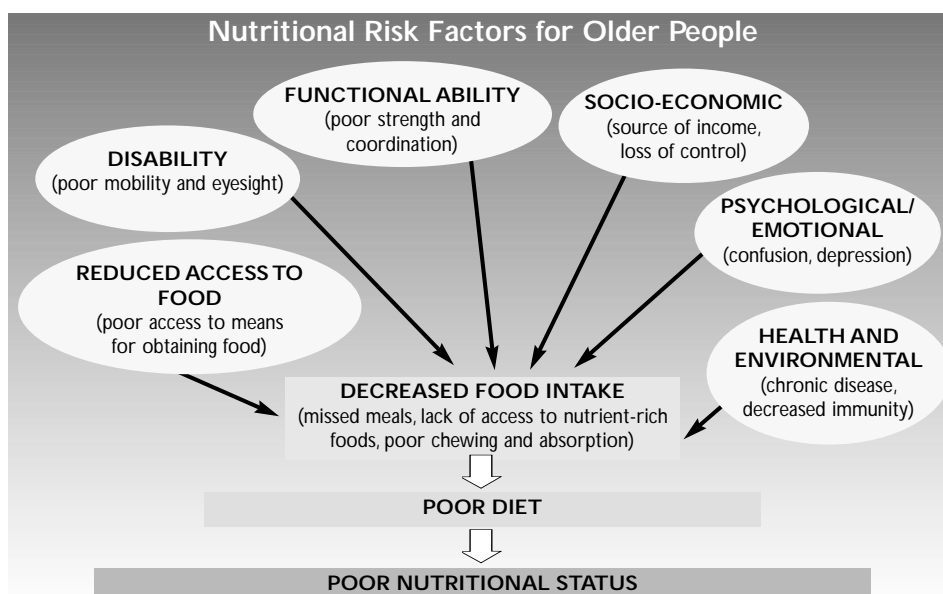 Nutritional Risk Factors for Older People
FUNCTIONAL ABILITY
(poor strength and
coordination)
SOCIO-ECONOMIC
(source of income,
loss of control)
DISABILITY
(poor mobility and eyesight)
PSYCHOLOGICAL/
EMOTIONAL
(confusion, depression)
REDUCED ACCESS TO
FOOD
(poor access to means
for obtaining food)
HEALTH AND
ENVIRONMENTAL
(chronic disease,
decreased immunity)
DECREASED FOOD INTAKE
(missed meals, lack of access to nutrient-rich
foods, poor chewing and absorption)
POOR DIET
POOR NUTRITIONAL STATUS